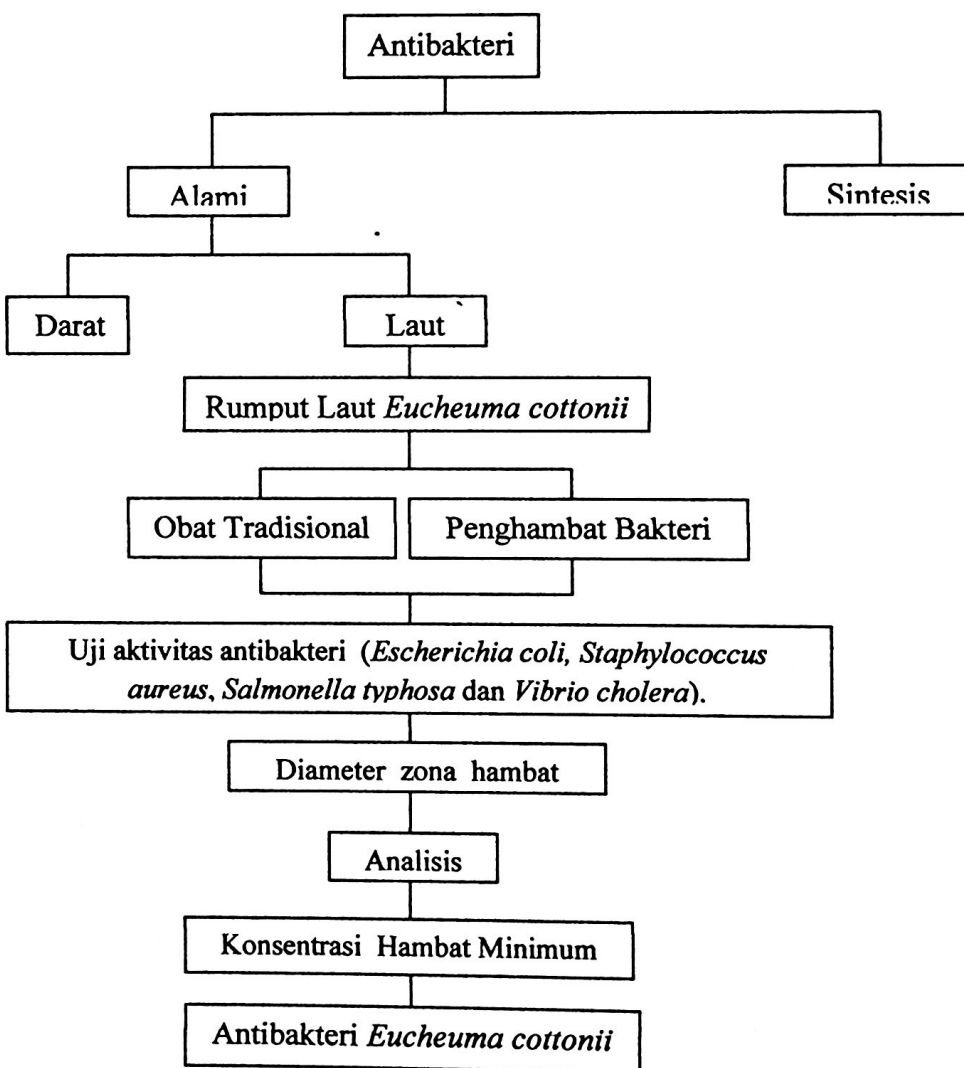 Antibakteri
Alami
Sintesis
Darat
Laut
Rumput Laut Eucheuma cottonii
Obat Tradisional
Penghambat Bakteri
Uji aktivitas antibakteri (Escherichia coli, Staphylococcus
aureus, Salmonella typhosa dan Vibrio cholera).
Diameter zona hambat
Analisis
Konsentrasi Hambat Minimum
Antibakteri Eucheuma cottonii